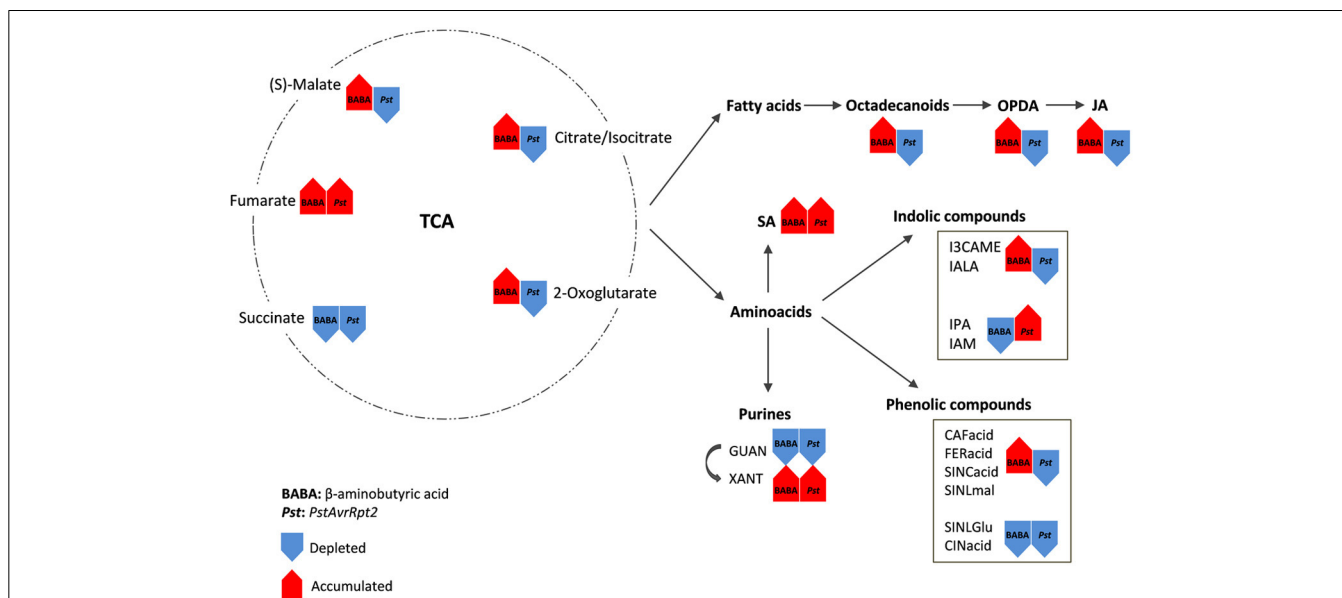 (S)-Malate
BABA Pst
BABA Pst
Citrate/Isocitrate
Fumarate
BABA Pst
TCA
BABA Pst
2-Oxoglutarate
Succinate
BABA Pst
Fatty acids
Octadecanoids
OPDA
JA
BABA Pst
BABA Pst
BABA Pst
SA
BABA Pst
Aminoacids
Indolic compounds
I3CAME
IALA
BABA Pst
IPA
IAM
BABA Pst
Purines
GUAN
BABA Pst
XANT
BABA Pst
Phenolic compounds
CAFacid
FERacid
SINCacid
SINLmal
BABA Pst
SINLGlu
CINacid
BABA Pst
BABA: β-aminobutyric acid
Pst: PstAvrRpt2
Depleted
Accumulated